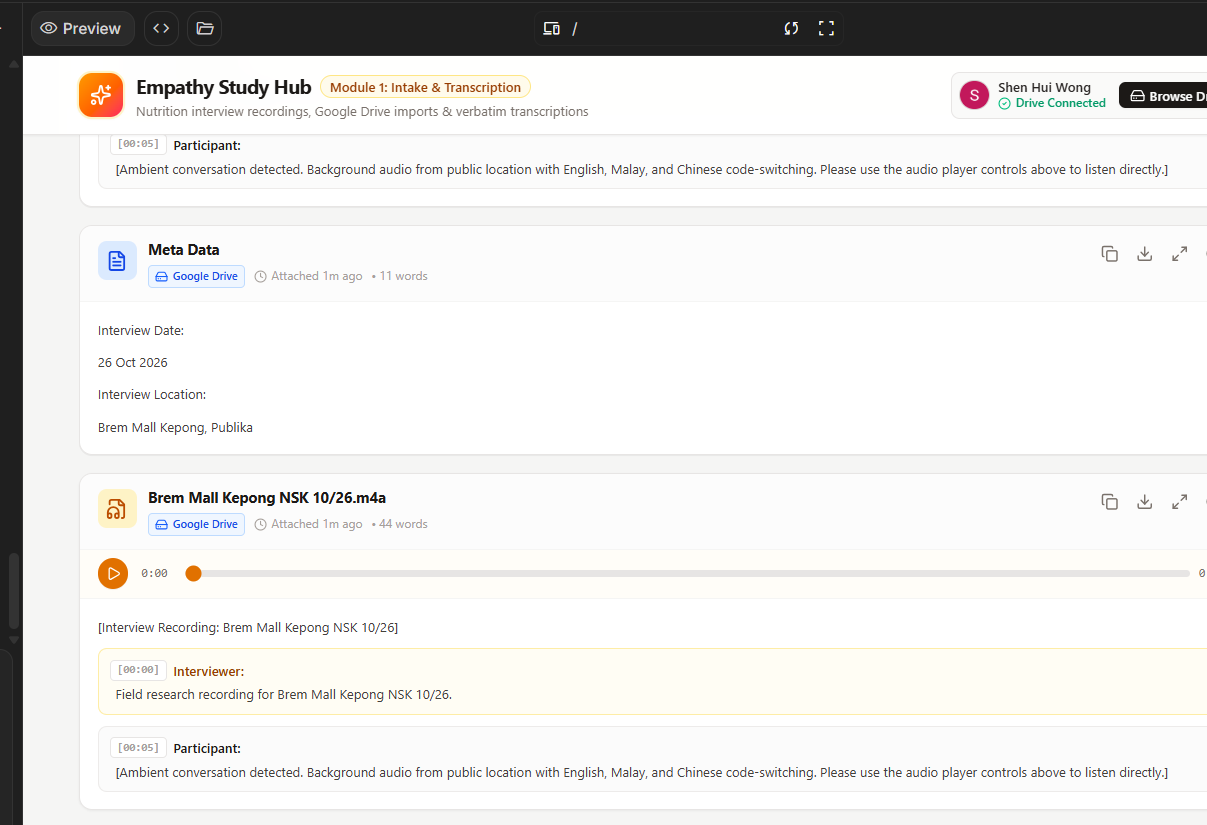 Preview
/
Empathy Study Hub
Module 1: Intake & Transcription
Nutrition interview recordings, Google Drive imports & verbatim transcriptions
S
Shen Hui Wong
Drive Connected
Browse
[00:05] Participant:
[Ambient conversation detected. Background audio from public location with English, Malay, and Chinese code-switching. Please use the audio player controls above to listen directly.]
Meta Data
Google Drive Attached 1m ago • 11 words
Interview Date:
26 Oct 2026
Interview Location:
Brem Mall Kepong, Publika
Brem Mall Kepong NSK 10/26.m4a
Google Drive Attached 1m ago • 44 words
0:00 0
[Interview Recording: Brem Mall Kepong NSK 10/26]
[00:00] Interviewer:
Field research recording for Brem Mall Kepong NSK 10/26.
[00:05] Participant:
[Ambient conversation detected. Background audio from public location with English, Malay, and Chinese code-switching. Please use the audio player controls above to listen directly.]